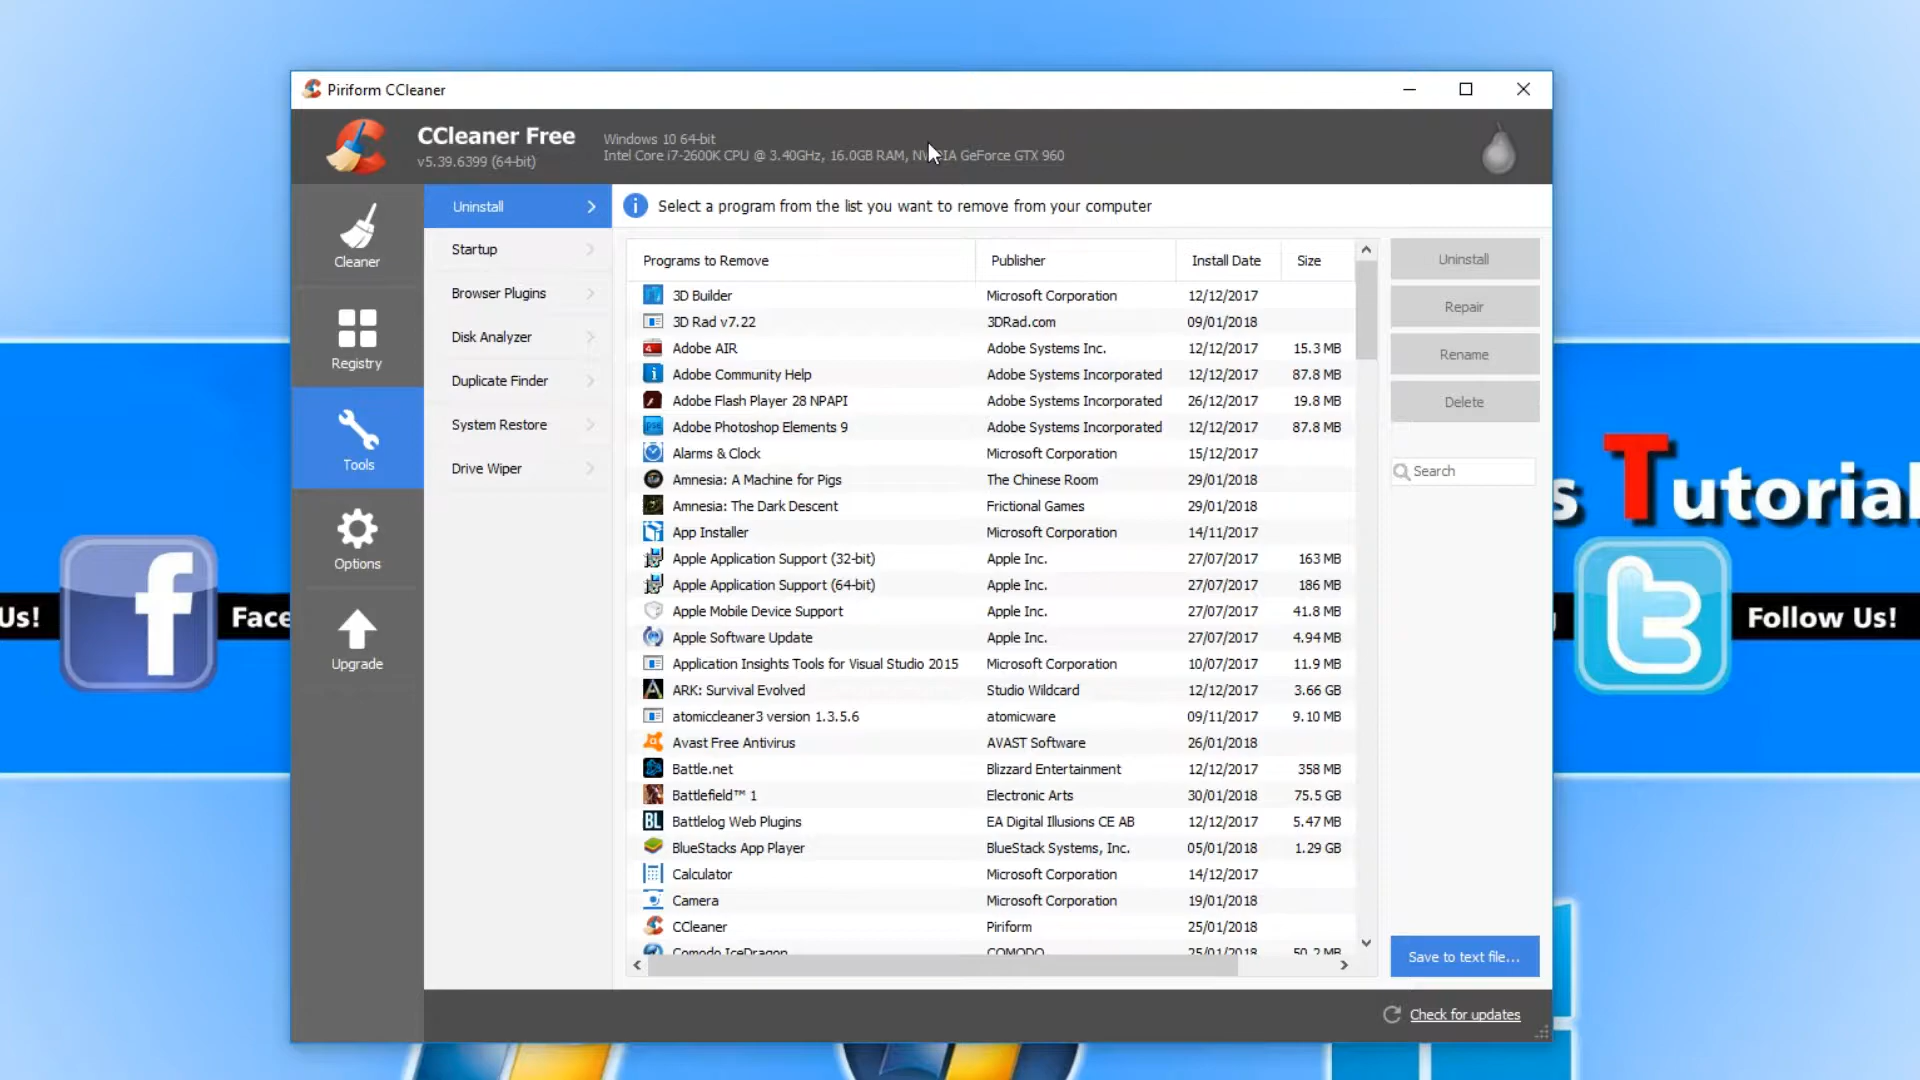 Piriform CCleaner
CCleaner Free
v5.39.6399 (64-bit)
Windows 10 64-bit
Intel Core i7-2600K CPU @ 3.40GHz, 16.0GB RAM, NVIDIA GeForce GTX 960
Cleaner
Registry
Tools
Options
Upgrade
Uninstall
Startup
Browser Plugins
Disk Analyzer
Duplicate Finder
System Restore
Drive Wiper
Select a program from the list you want to remove from your computer
Programs to Remove Publisher Install Date Size
3D Builder Microsoft Corporation 12/12/2017
3D Rad v7.22 3DRad.com 09/01/2018
Adobe AIR Adobe Systems Inc. 12/12/2017 15.3 MB
Adobe Community Help Adobe Systems Incorporated 12/12/2017 87.8 MB
Adobe Flash Player 28 NPAPI Adobe Systems Incorporated 26/12/2017 19.8 MB
Adobe Photoshop Elements 9 Adobe Systems Incorporated 12/12/2017 87.8 MB
Alarms & Clock Microsoft Corporation 15/12/2017
Amnesia: A Machine for Pigs The Chinese Room 29/01/2018
Amnesia: The Dark Descent Frictional Games 29/01/2018
App Installer Microsoft Corporation 14/11/2017
Apple Application Support (32-bit) Apple Inc. 27/07/2017 163 MB
Apple Application Support (64-bit) Apple Inc. 27/07/2017 186 MB
Apple Mobile Device Support Apple Inc. 27/07/2017 41.8 MB
Apple Software Update Apple Inc. 27/07/2017 4.94 MB
Application Insights Tools for Visual Studio 2015 Microsoft Corporation 10/07/2017 11.9 MB
ARK: Survival Evolved Studio Wildcard 12/12/2017 3.66 GB
atomiccleaner3 version 1.3.5.6 atomicware 09/11/2017 9.10 MB
Avast Free Antivirus AVAST Software 26/01/2018
Battle.net Blizzard Entertainment 12/12/2017 358 MB
Battlefield™ 1 Electronic Arts 30/01/2018 75.5 GB
BL Battlelog Web Plugins EA Digital Illusions CE AB 12/12/2017 5.47 MB
BlueStacks App Player BlueStack Systems, Inc. 05/01/2018 1.29 GB
Calculator Microsoft Corporation 14/12/2017
Camera Microsoft Corporation 19/01/2018
CCleaner Piriform 25/01/2018
Comodo IceDragon COMODO 25/01/2018 50.2 MB
Uninstall
Repair
Rename
Delete
Search
Save to text file...
Check for updates
s Tutorial
Us!
Face
Follow Us!